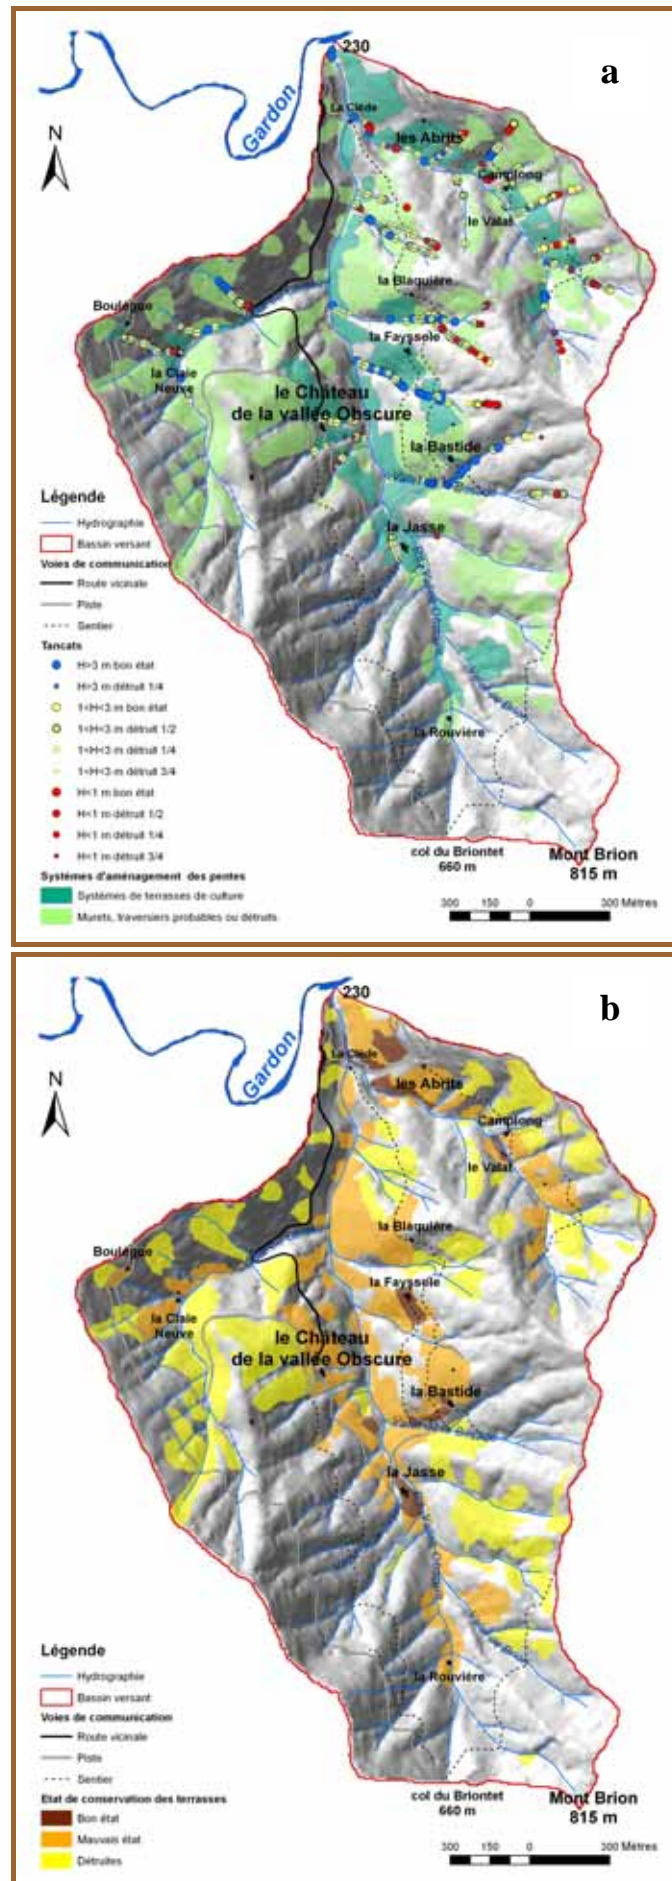 230
a
Gardon
N
La Clède
les Abrits
Camplong
le Valat
la Blaquière
Boulègue
la Fayssole
la Claie
Neuve
le Château
de la vallée Obscure
la Bastide
la Jasse
la Rouvière
col du Briontet
660 m
Mont Brion
815 m
Légende
Hydrographie
Bassin versant
Voies de communication
Route vicinale
Piste
Sentier
Tancats
H>3 m bon état
H>3 m détruit 1/4
1<H<3 m bon état
1<H<3 m détruit 1/2
1<H<3 m détruit 1/4
1<H<3 m détruit 3/4
H<1 m bon état
H<1 m détruit 1/2
H<1 m détruit 1/4
H<1 m détruit 3/4
Systèmes d'aménagement des pentes
Systèmes de terrasses de culture
Murets, traversiers probables ou détruits
300 150 0 300 Mètres
230
b
Gardon
N
La Clède
les Abrits
Camplong
le Valat
la Blaquière
Boulègue
la Fayssole
la Claie
Neuve
le Château
de la vallée Obscure
la Bastide
la Jasse
la Rouvière
col du Briontet
660 m
Mont Brion
815 m
Légende
Hydrographie
Bassin versant
Voies de communication
Route vicinale
Piste
Sentier
Etat de conservation des terrasses
Bon état
Mauvais état
Détruites
300 150 0 300 Mètres